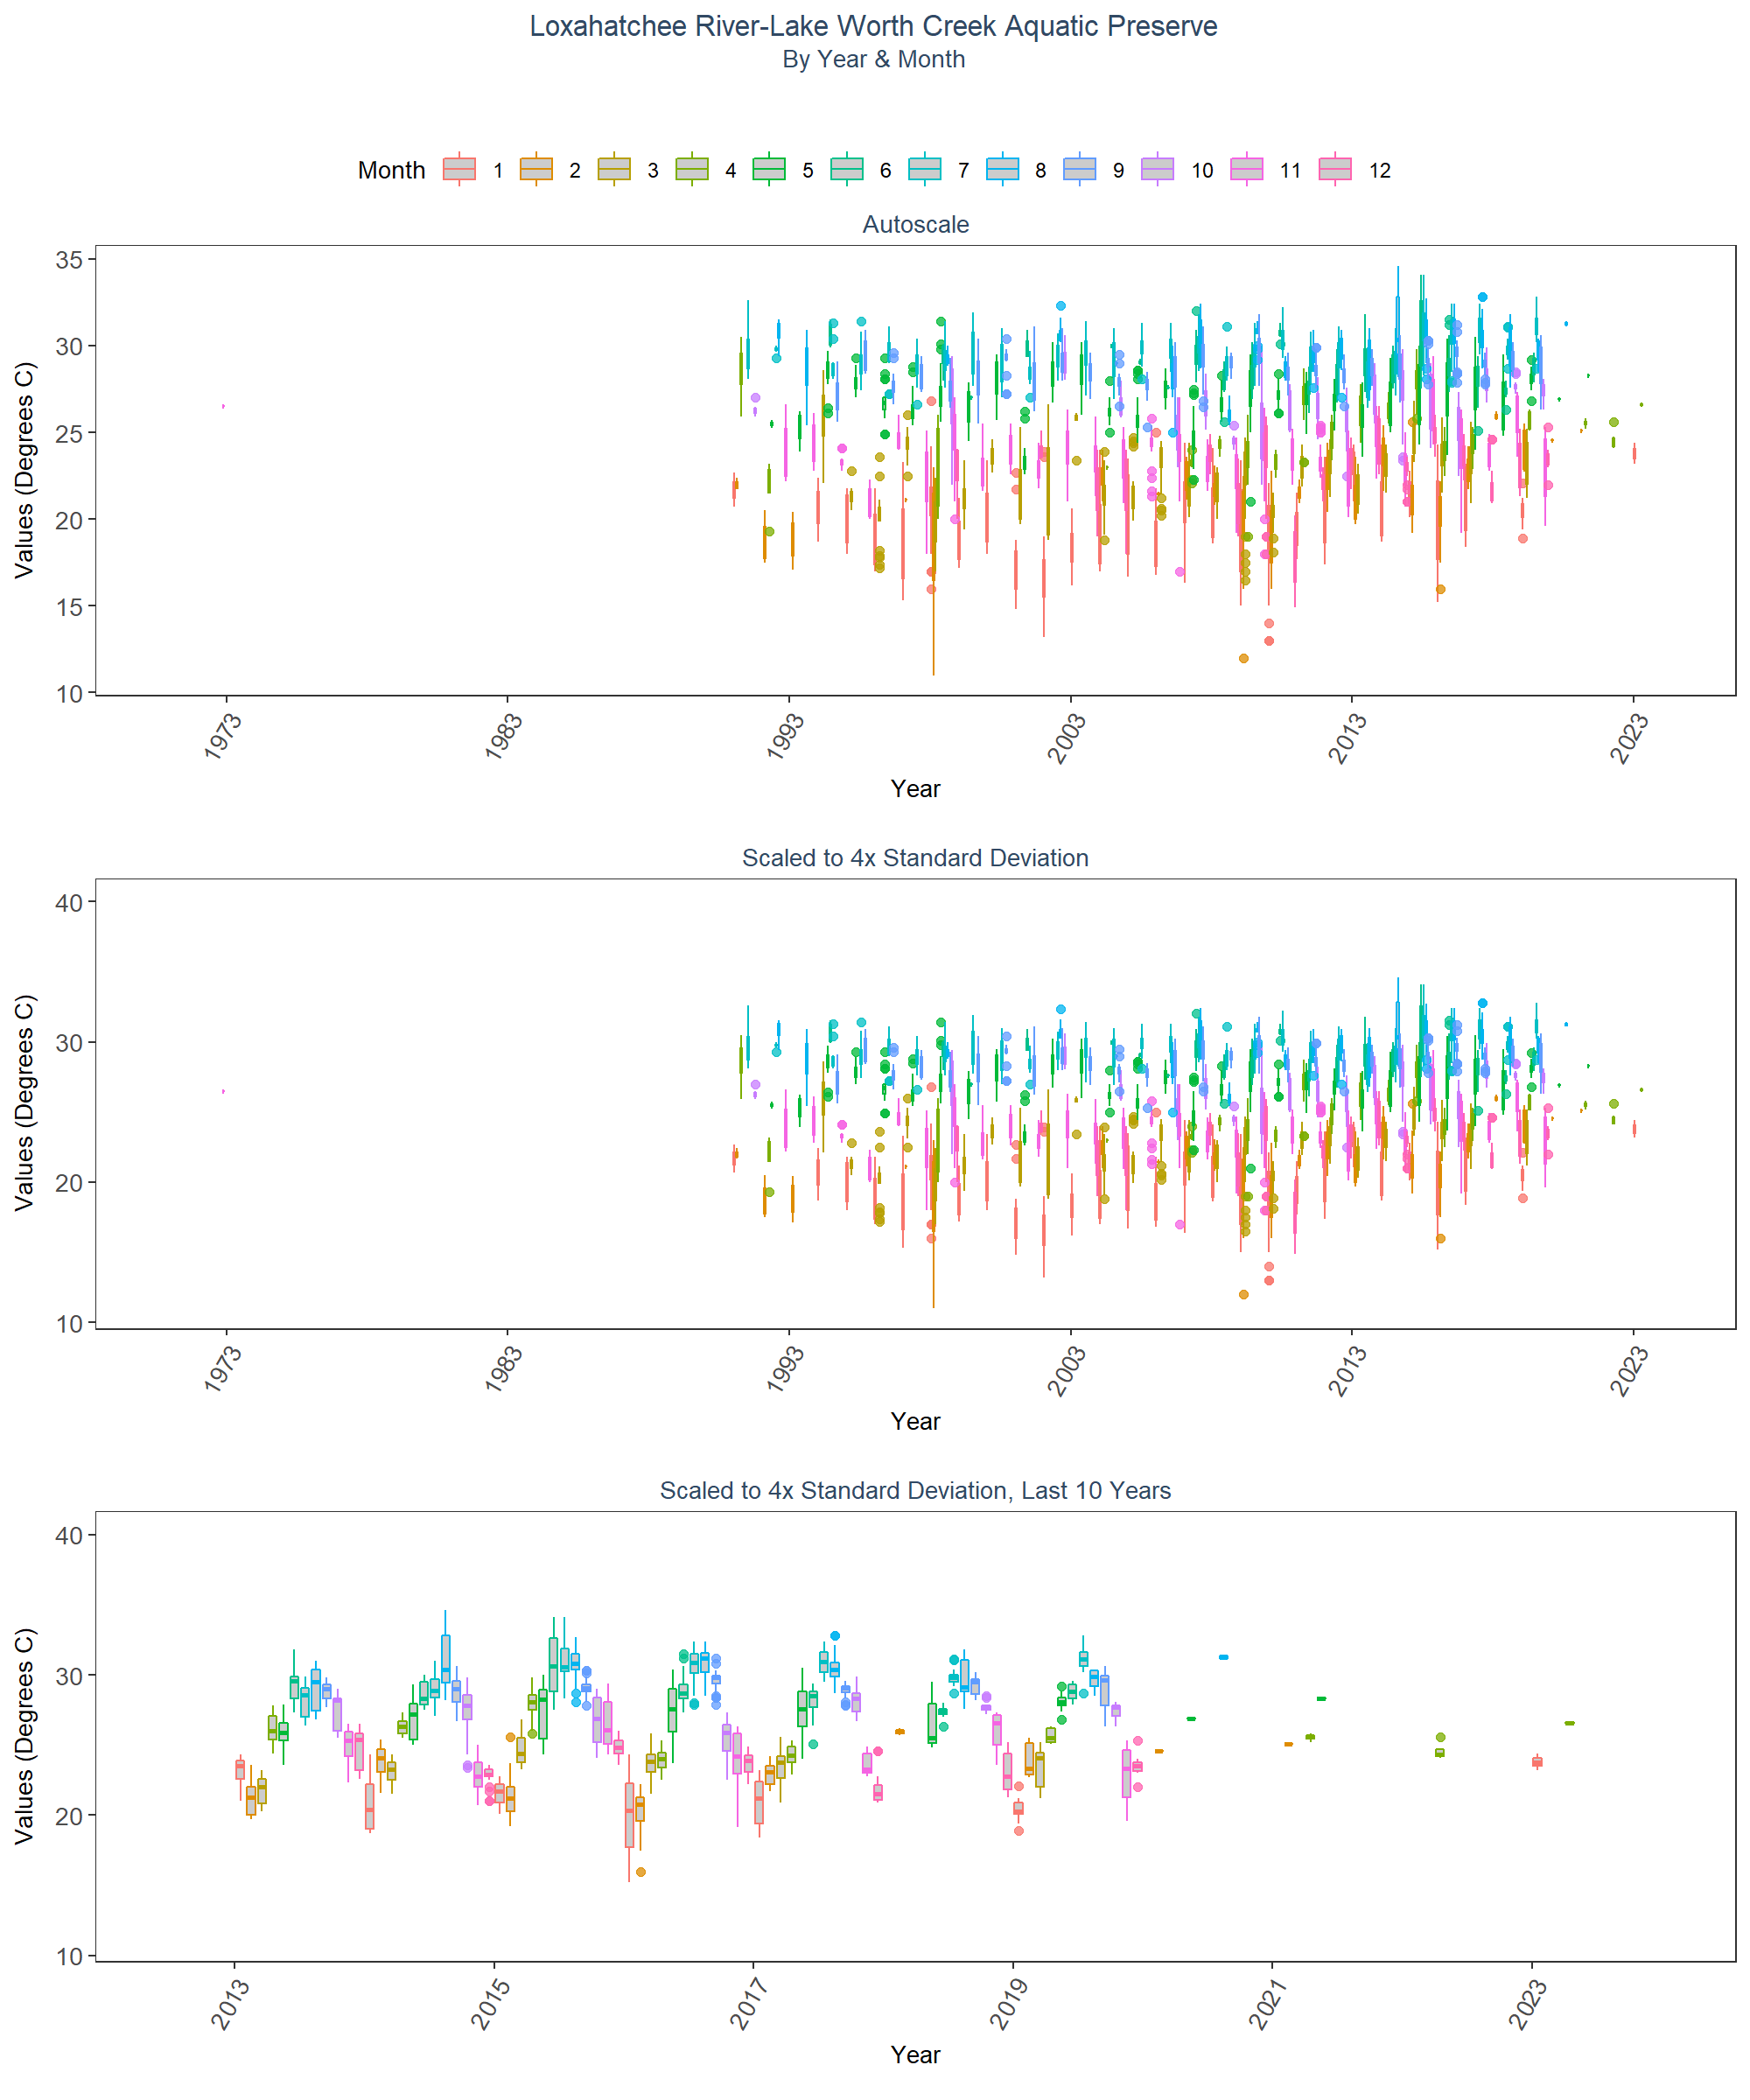 Loxahatchee River-Lake Worth Creek Aquatic Preserve
By Year & Month
Month 1 2 3 4 5 6 7 8 9 10 11 12
Autoscale
35
30
25
20
15
10
Values (Degrees C)
1973 1983 1993 2003 2013 2023
Year
Scaled to 4x Standard Deviation
40
30
20
10
Values (Degrees C)
1973 1983 1993 2003 2013 2023
Year
Scaled to 4x Standard Deviation, Last 10 Years
40
30
20
10
Values (Degrees C)
2013 2015 2017 2019 2021 2023
Year